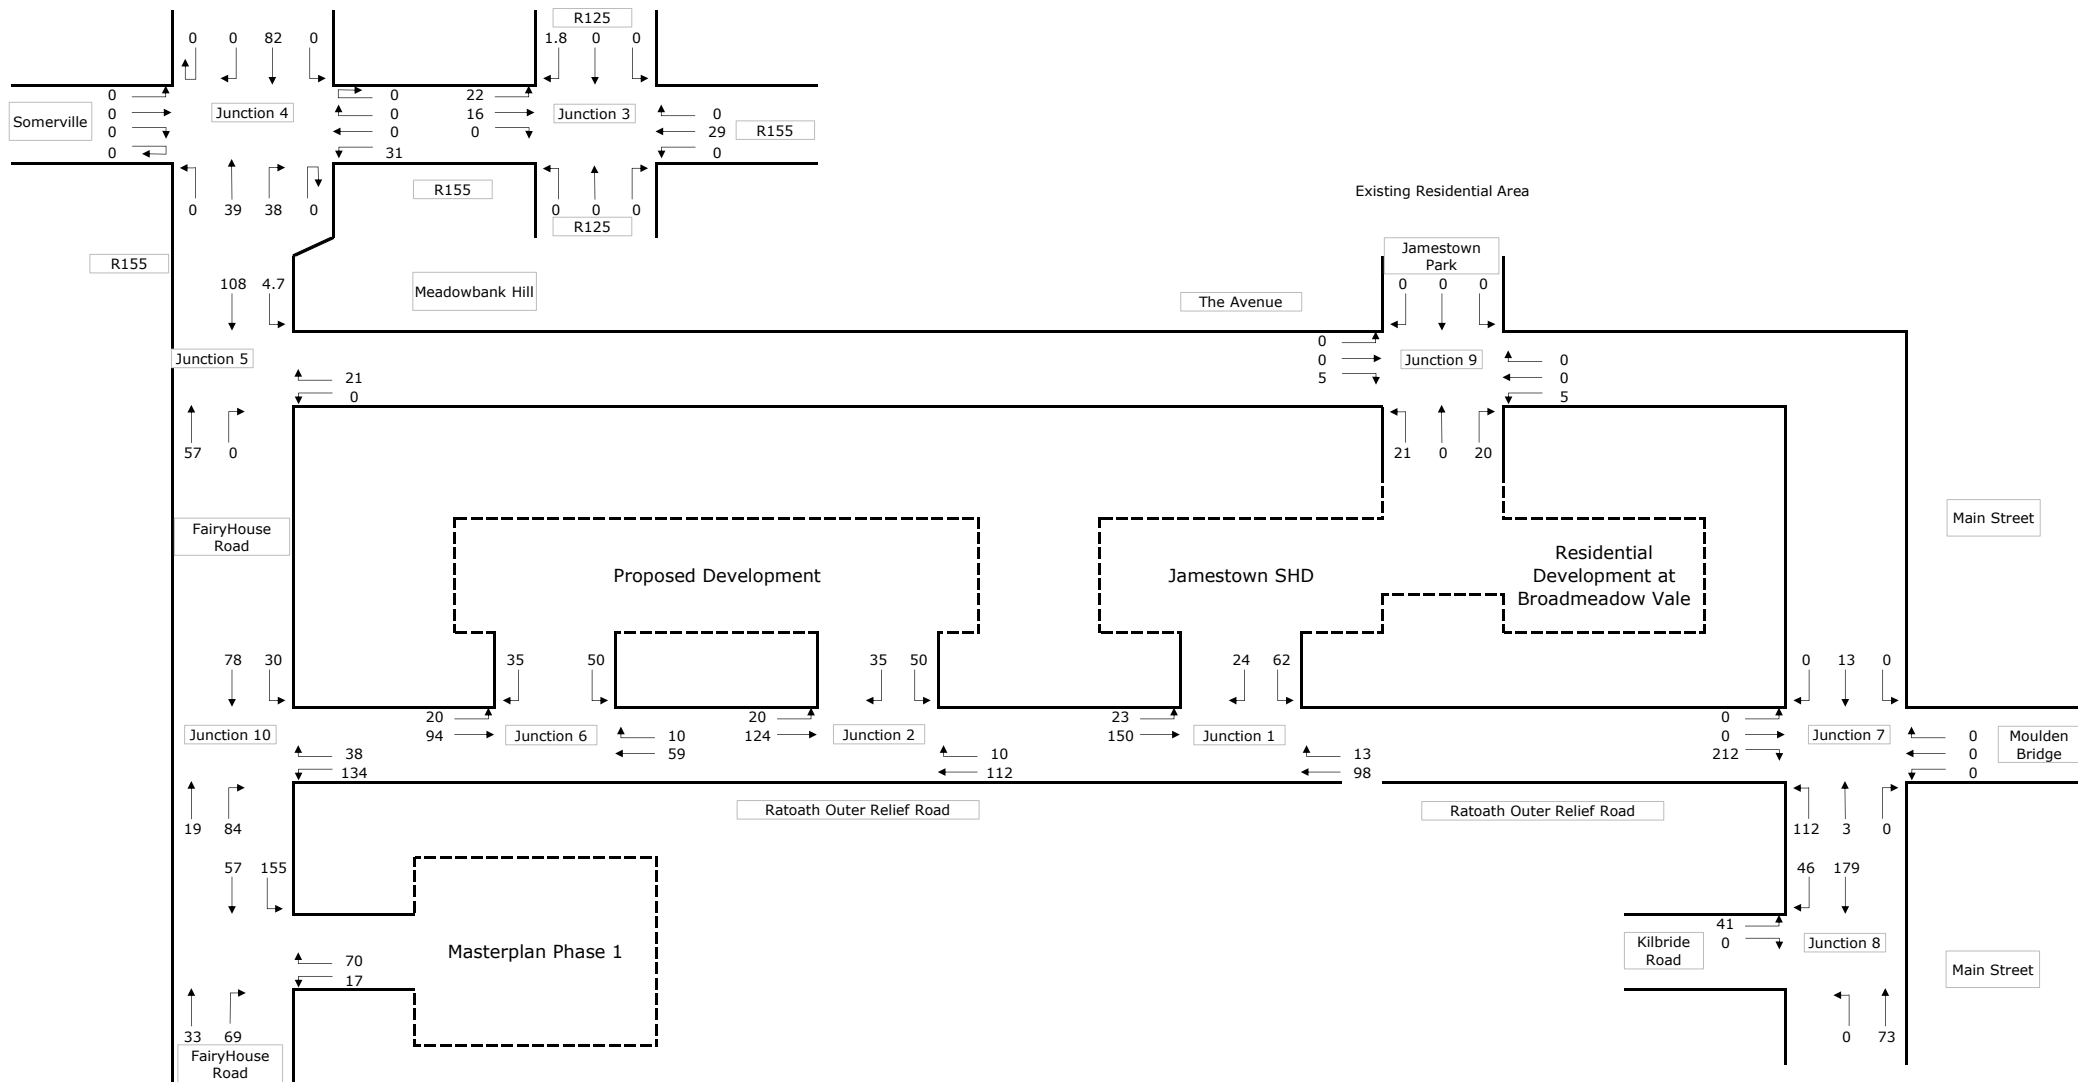 R125
0 0 82 0
1.8 0 0
0 0 22
0 Junction 4 0 16 Junction 3 0
Somerville 0 0 0 29 R155
0 31 0
R155
0 39 38 0
0 0 0
R125
Existing Residential Area
R155
Jamestown
Park
108 4.7
Meadowbank Hill
The Avenue
0 0 0
0
Junction 5
0 Junction 9 0
21
5 0
0 5
57 0
21 0 20
FairyHouse
Road
Main Street
Proposed Development
Jamestown SHD
Residential
Development at
Broadmeadow Vale
78 30
35 50
35 50
24 62
0 13 0
20 20 23 0
Junction 10
94 Junction 6 10
124 Junction 2
150 Junction 1
0 Junction 7 0
Moulden
Bridge
38 59 10 13 212 0
134 112 98 0
Ratoath Outer Relief Road
Ratoath Outer Relief Road
19 84
112 3 0
57 155
46 179
41
Masterplan Phase 1
Kilbride
Road
0 Junction 8
Main Street
70
17
33 69
0 73
FairyHouse
Road